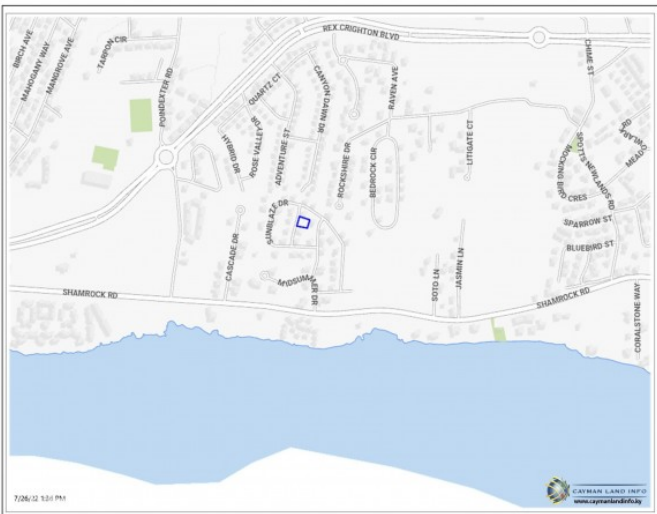 REX CRIGHTON BLVD
BIRCH AVE
MAHOGANY WAY
MANGROVE AVE
TARPON CIR
POINDEXTER RD
QUARTZ CT
CANYON DAWN DR
RAVEN AVE
CHIME ST
HYBRID DR
ROSE VALLEY DR
ADVENTURE ST
ROCKSHIRE DR
BEDROCK CIR
LITIGATE CT
SPOTTS NEWLANDS RD
MOCKING BIRD CRES
SUNBLAZE DR
CASCADE DR
MIDSUMMER DR
SPARROW ST
BLUEBIRD ST
SOTO LN
JASMIN LN
SHAMROCK RD
SHAMROCK RD
CORALSTONE WAY
CAYMAN LAND INFO
www.caymanlandinfo.ky